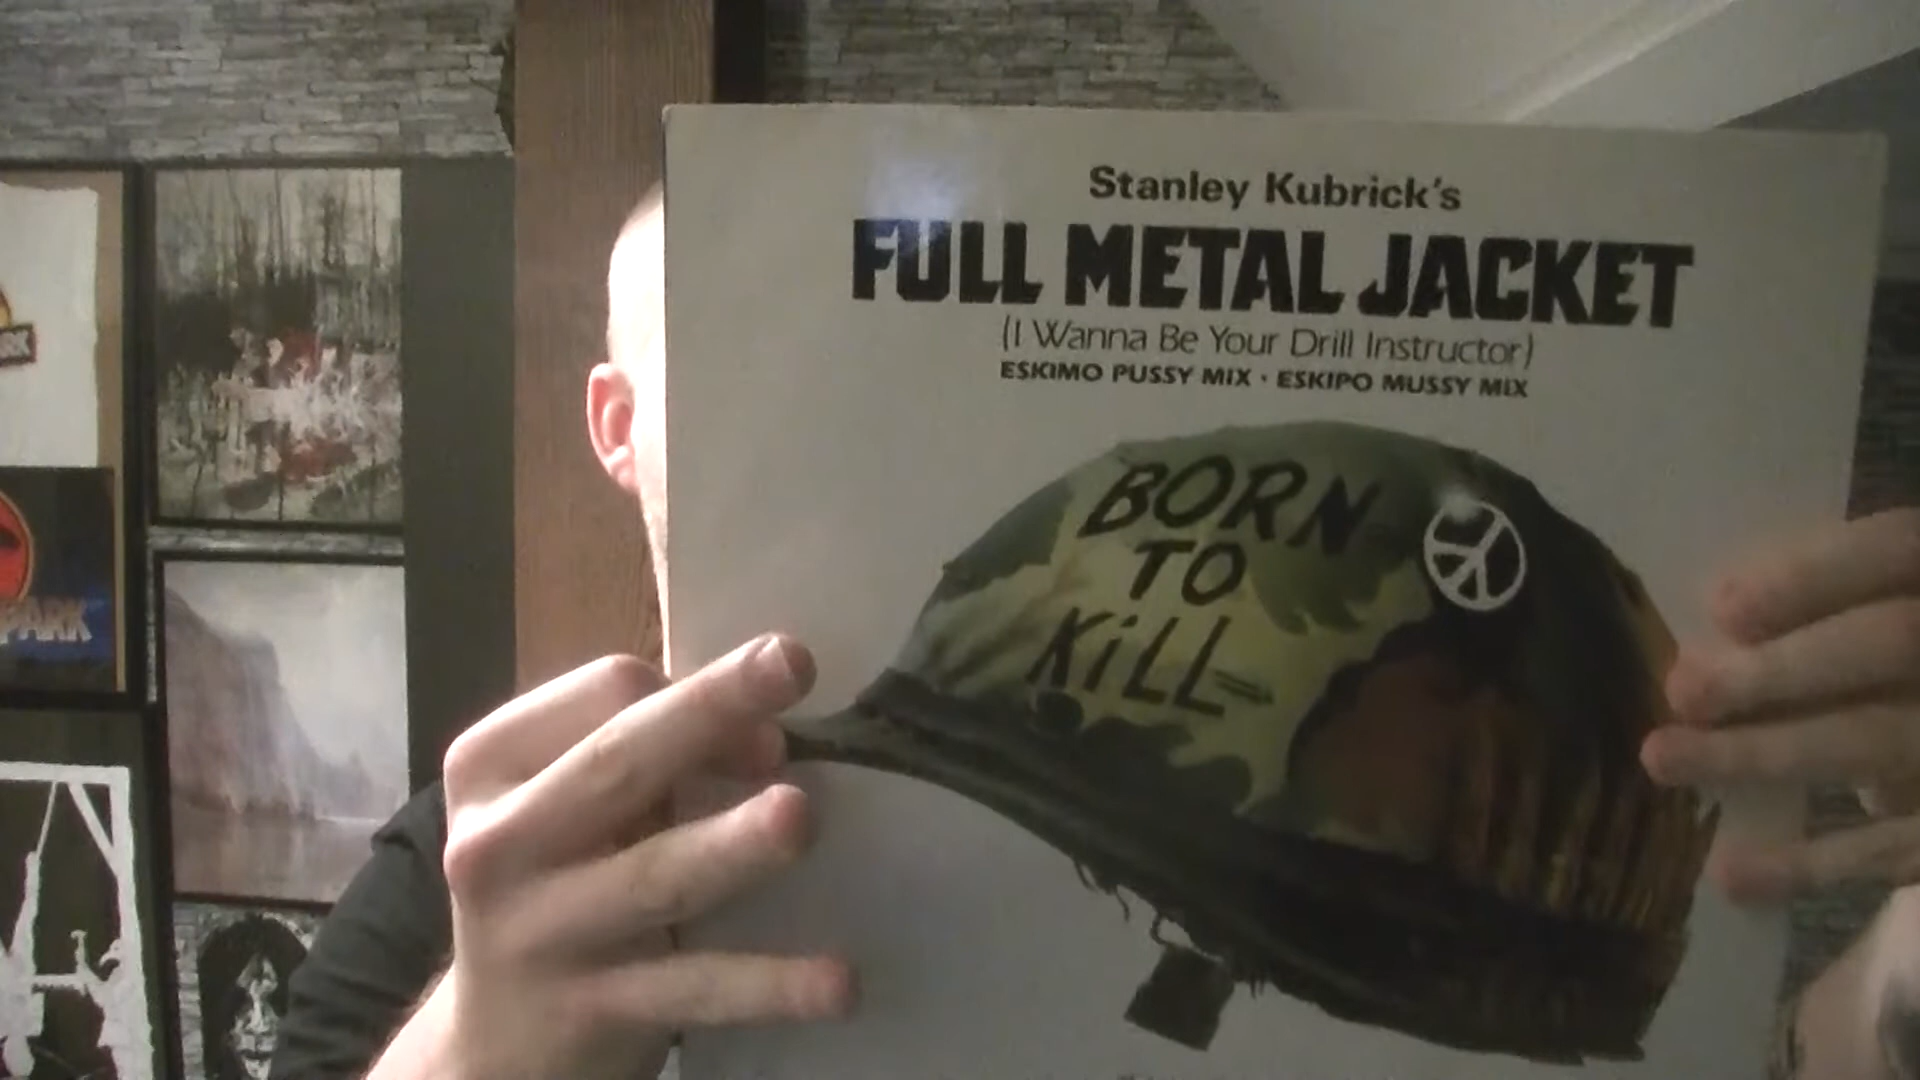 Stanley Kubrick's
FULL METAL JACKET
(I Wanna Be Your Drill Instructor)
ESKIMO PUSSY MIX · ESKIPO MUSSY MIX
BORN
TO
KiLL
PARK